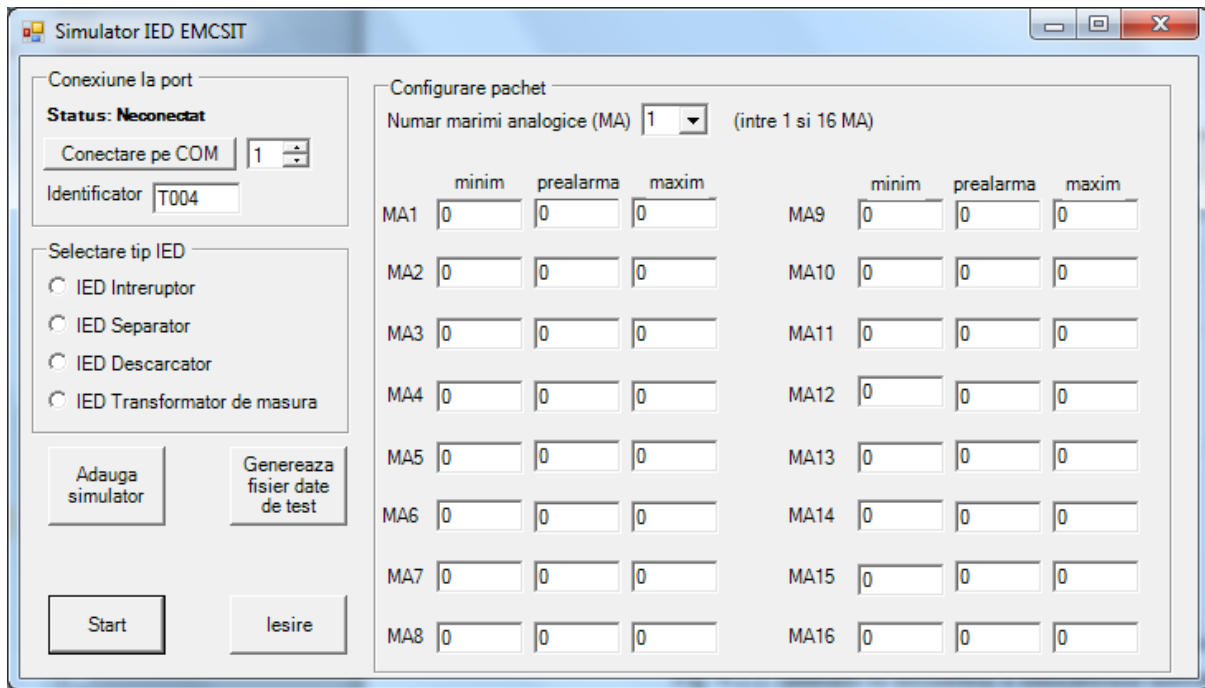 Simulator IED EMCSIT
Conexiune la port
Status: Neconectat
Conectare pe COM 1
Identificator T004
Selectare tip IED
IED Intreruptor
IED Separator
IED Descarcator
IED Transformator de masura
Adauga
simulator
Genereaza
fisier date
de test
Start
Iesire
Configurare pachet
Numar marimi analogice (MA) 1 (intre 1 si 16 MA)
minim prealarma maxim
MA1 0 0 0
MA2 0 0 0
MA3 0 0 0
MA4 0 0 0
MA5 0 0 0
MA6 0 0 0
MA7 0 0 0
MA8 0 0 0
minim prealarma maxim
MA9 0 0 0
MA10 0 0 0
MA11 0 0 0
MA12 0 0 0
MA13 0 0 0
MA14 0 0 0
MA15 0 0 0
MA16 0 0 0